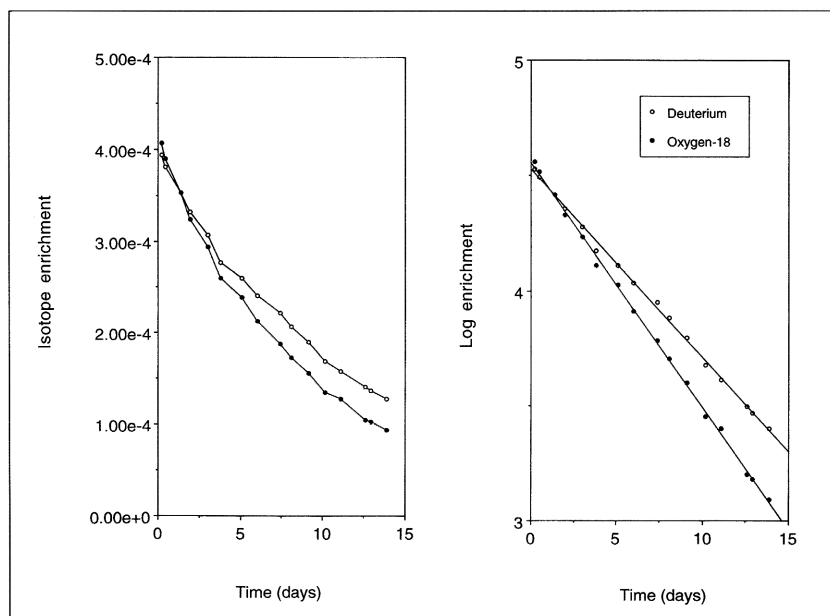 5.00e-4
4.00e-4
3.00e-4
2.00e-4
1.00e-4
0.00e+0
Isotope enrichment
0 5 10 15
Time (days)
5
4
3
Log enrichment
Deuterium
Oxygen-18
0 5 10 15
Time (days)